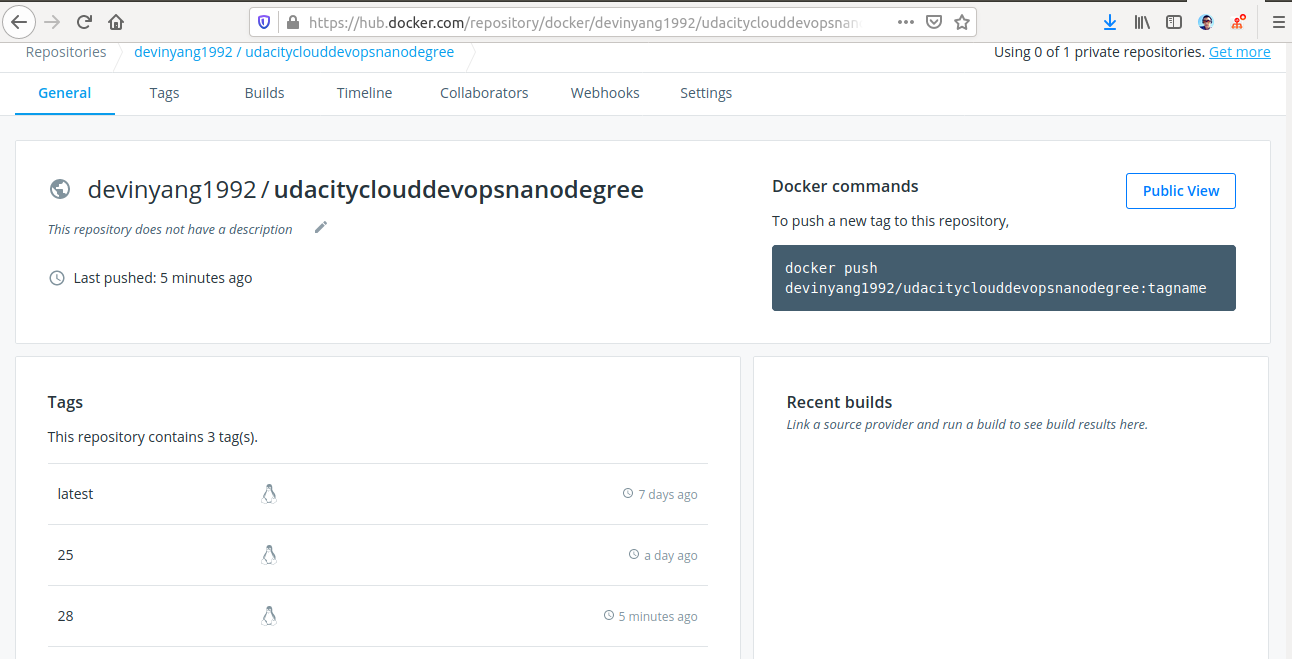 https://hub.docker.com/repository/docker/devinyang1992/udacityclouddevopsnano
Repositories
devinyang1992 / udacityclouddevopsnanodegree
Using 0 of 1 private repositories. Get more
General
Tags
Builds
Timeline
Collaborators
Webhooks
Settings
devinyang1992 / udacityclouddevopsnanodegree
This repository does not have a description
Last pushed: 5 minutes ago
Docker commands
Public View
To push a new tag to this repository,
docker push
devinyang1992/udacityclouddevopsnanodegree:tagname
Tags
This repository contains 3 tag(s).
latest
7 days ago
25
a day ago
28
5 minutes ago
Recent builds
Link a source provider and run a build to see build results here.